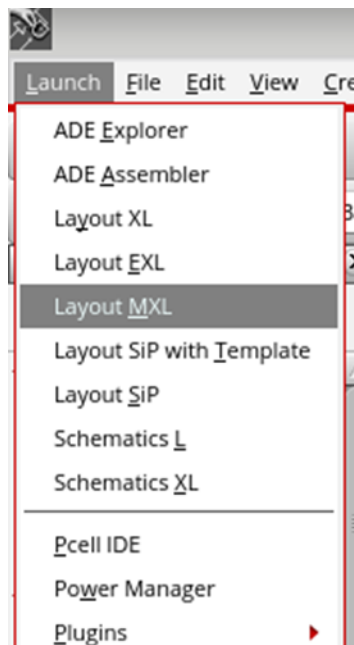 Launch File Edit View Cre
ADE Explorer
ADE Assembler
Layout XL
Layout EXL
Layout MXL
Layout SiP with Template
Layout SiP
Schematics L
Schematics XL
Pcell IDE
Power Manager
Plugins